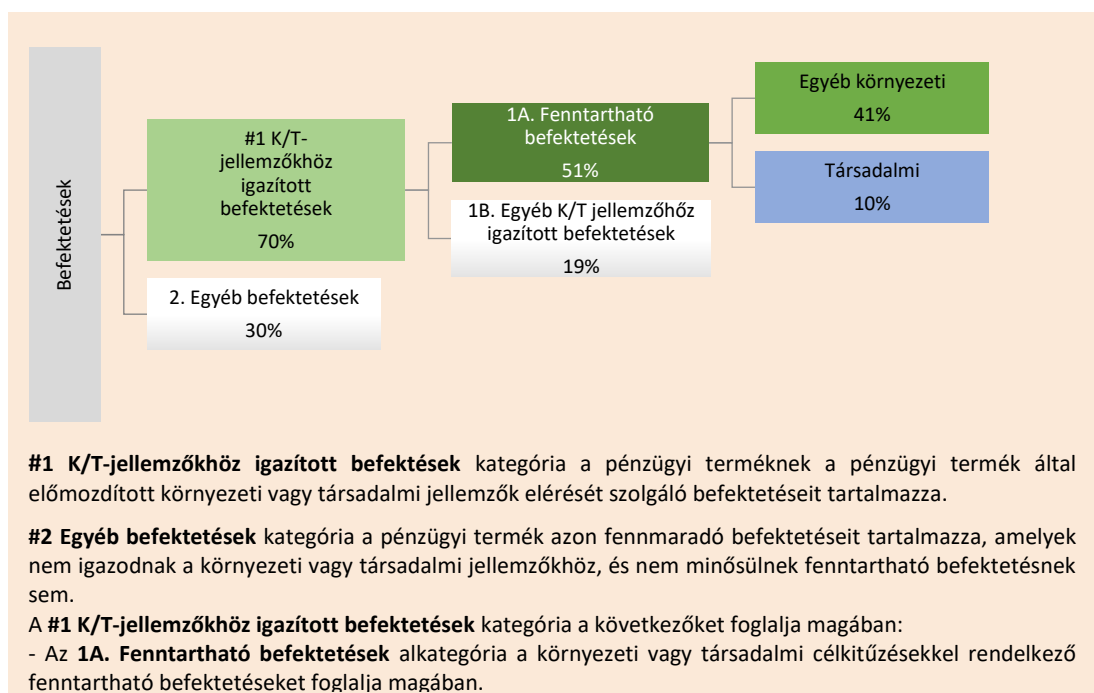 Befektetések
#1 K/T-
jellemzőkhöz
igazított
befektetések
70%
2. Egyéb befektetések
30%
1A. Fenntartható
befektetések
51%
1B. Egyéb K/T jellemzőhőz
igazított befektetések
19%
Egyéb környezeti
41%
Társadalmi
10%
#1 K/T-jellemzőkhöz igazított befektések kategória a pénzügyi terméknek a pénzügyi termék által
előmozdított környezeti vagy társadalmi jellemzők elérését szolgáló befektetéseit tartalmazza.
#2 Egyéb befektetések kategória a pénzügyi termék azon fennmaradó befektetéseit tartalmazza, amelyek
nem igazodnak a környezeti vagy társadalmi jellemzőkhöz, és nem minősülnek fenntartható befektetésnek
sem.
A #1 K/T-jellemzőkhöz igazított befektetések kategória a következőket foglalja magában:
- Az 1A. Fenntartható befektetések alkategória a környezeti vagy társadalmi célkitűzésekkel rendelkező
fenntartható befektetéseket foglalja magában.